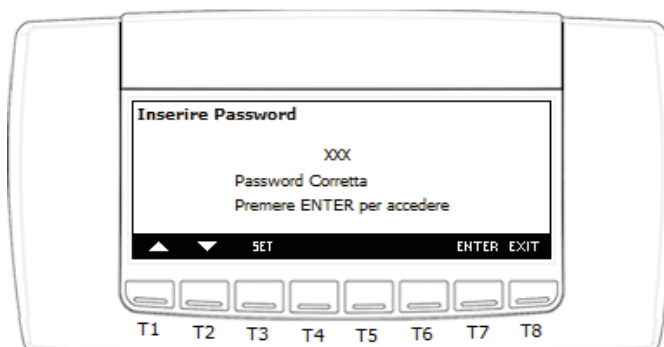 Inserire Password
XXX
Password Corretta
Premere ENTER per accedere
SET ENTER EXIT
T1 T2 T3 T4 T5 T6 T7 T8